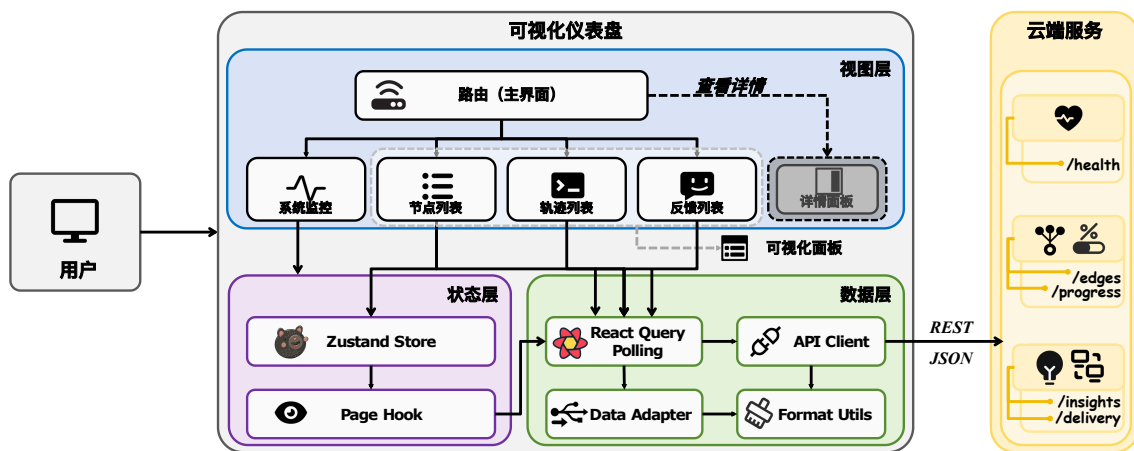 可视化仪表盘
云端服务
视图层
路由（主界面）
查看详情
系统监控
节点列表
轨迹列表
反馈列表
详情面板
/health
用户
可视化面板
%
/edges
/progress
状态层
数据层
Zustand Store
React Query
Polling
API Client
REST
JSON
Page Hook
Data Adapter
Format Utils
/insights
/delivery